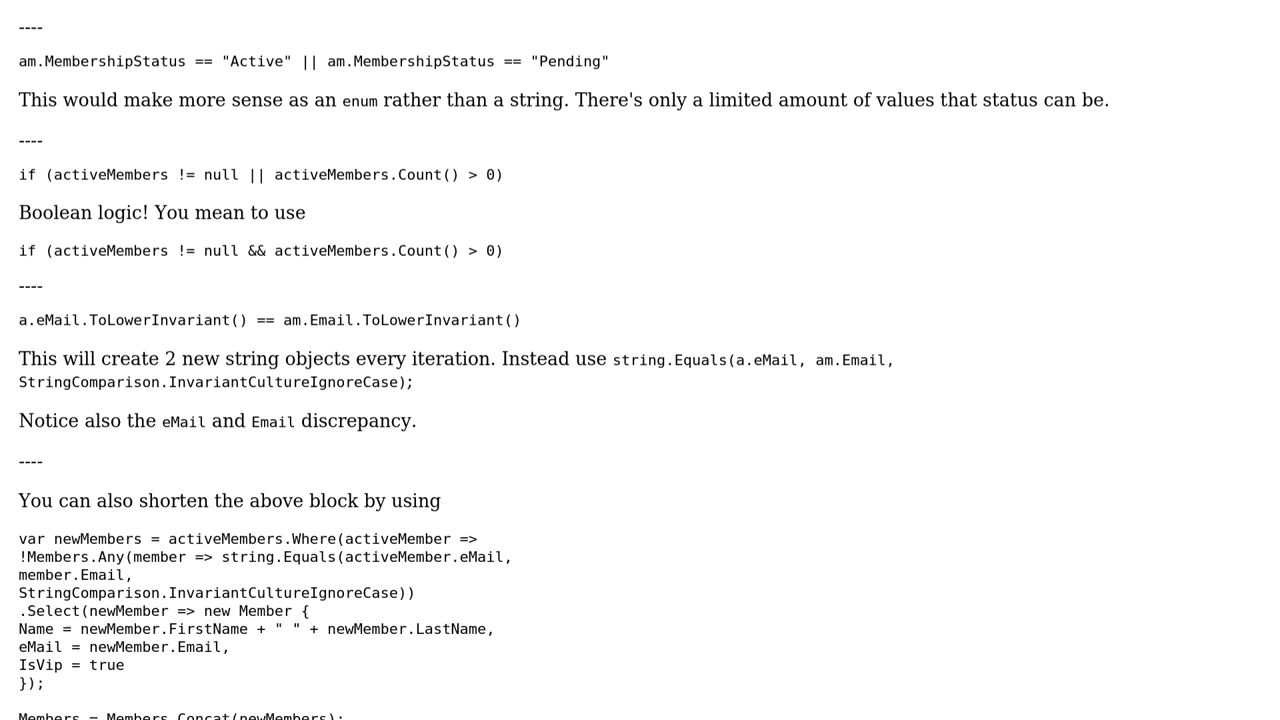 ----
am.MembershipStatus == "Active" || am.MembershipStatus == "Pending"
This would make more sense as an enum rather than a string. There's only a limited amount of values that status can be.
----
if (activeMembers != null || activeMembers.Count() > 0)
Boolean logic! You mean to use
if (activeMembers != null && activeMembers.Count() > 0)
----
a.eMail.ToLowerInvariant() == am.Email.ToLowerInvariant()
This will create 2 new string objects every iteration. Instead use string.Equals(a.eMail, am.Email,
StringComparison.InvariantCultureIgnoreCase);
Notice also the eMail and Email discrepancy.
----
You can also shorten the above block by using
var newMembers = activeMembers.Where(activeMember =>
!Members.Any(member => string.Equals(activeMember.eMail,
member.Email,
StringComparison.InvariantCultureIgnoreCase))
.Select(newMember => new Member {
Name = newMember.FirstName + " " + newMember.LastName,
eMail = newMember.Email,
IsVip = true
});
Members = Members.Concat(newMembers);